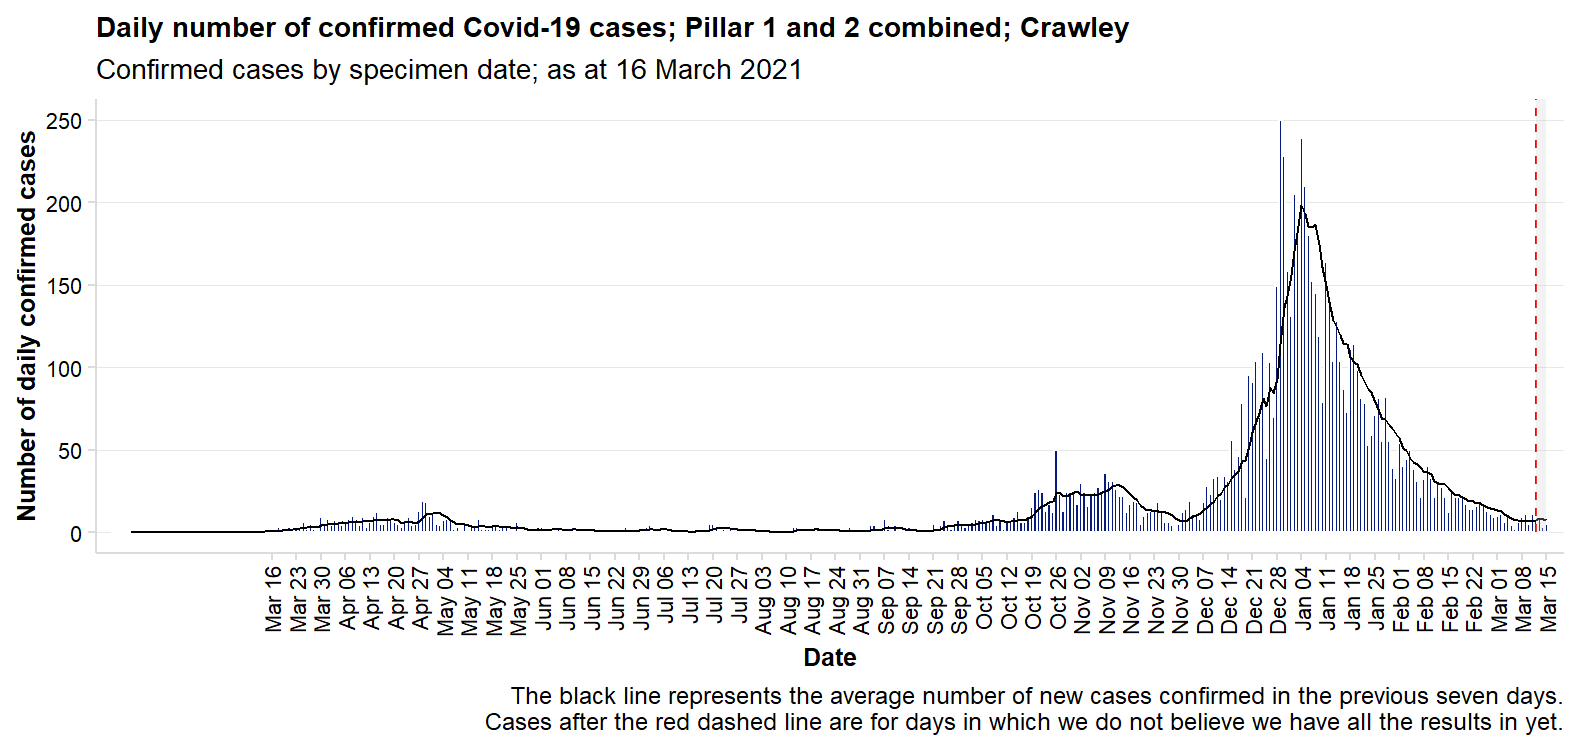 Daily number of confirmed Covid-19 cases; Pillar 1 and 2 combined; Crawley
Confirmed cases by specimen date; as at 16 March 2021
Number of daily confirmed cases
250
200
150
100
50
0
Mar 16
Mar 23
Mar 30
Apr 06
Apr 13
Apr 20
Apr 27
May 04
May 11
May 18
May 25
Jun 01
Jun 08
Jun 15
Jun 22
Jun 29
Jul 06
Jul 13
Jul 20
Jul 27
Aug 03
Aug 10
Aug 17
Aug 24
Aug 31
Sep 07
Sep 14
Sep 21
Sep 28
Oct 05
Oct 12
Oct 19
Oct 26
Nov 02
Nov 09
Nov 16
Nov 23
Nov 30
Dec 07
Dec 14
Dec 21
Dec 28
Jan 04
Jan 11
Jan 18
Jan 25
Feb 01
Feb 08
Feb 15
Feb 22
Mar 01
Mar 08
Mar 15
Date
The black line represents the average number of new cases confirmed in the previous seven days.
Cases after the red dashed line are for days in which we do not believe we have all the results in yet.